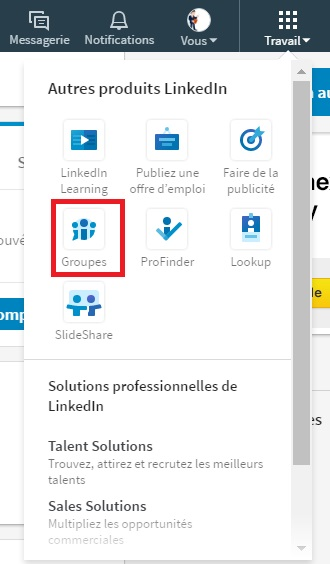 Messagerie
Notifications
Vous
Travail
Autres produits LinkedIn
LinkedIn
Learning
Publiez une
offre d'emploi
Faire de la
publicité
Groupes
ProFinder
Lookup
SlideShare
Solutions professionnelles de
LinkedIn
Talent Solutions
Trouvez, attirez et recrutez les meilleurs
talents
Sales Solutions
Multipliez les opportunités
commerciales